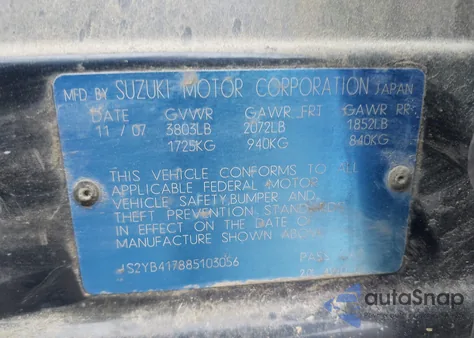 MFD BY SUZUKI MOTOR CORPORATION JAPAN
DATE GVWR GAWR FRT GAWR RR
11 / 07 3803LB 2072LB 1852LB
1725KG 940KG 840KG
THIS VEHICLE CONFORMS TO ALL
APPLICABLE FEDERAL MOTOR
VEHICLE SAFETY,BUMPER AND
THEFT PREVENTION STANDARDS
IN EFFECT ON THE DATE OF
MANUFACTURE SHOWN ABOVE.
JS2YB417885103056 PASS
autoSnap